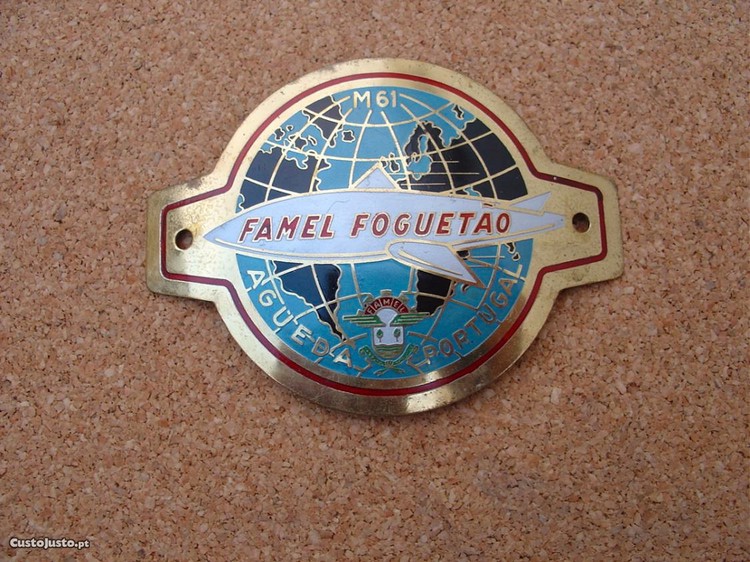 M61
FAMEL FOGUETAO
AGUEDA PORTUGAL
FAMEL
CustoJusto.pt